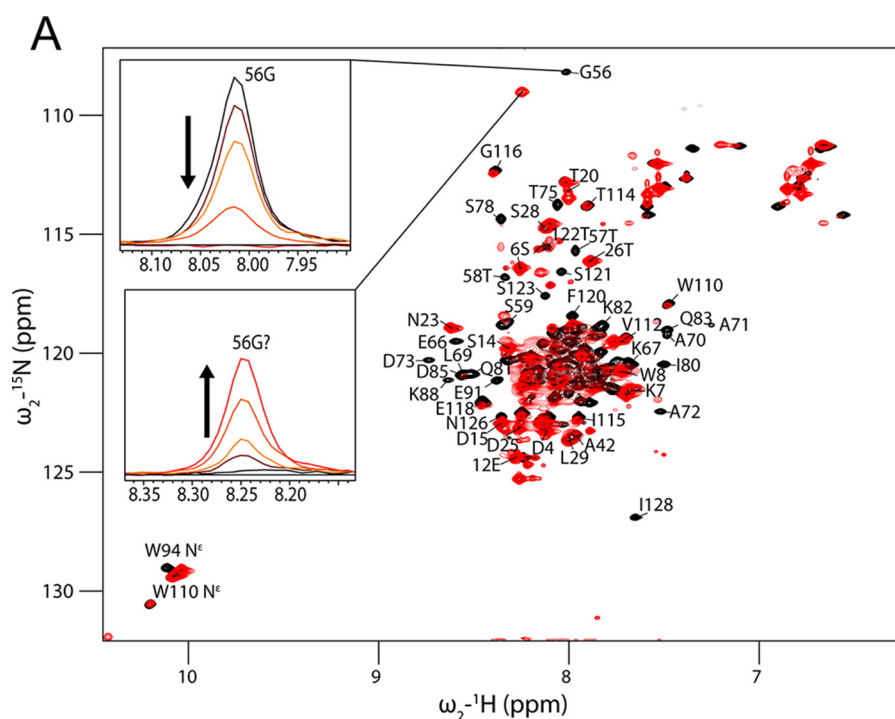 A
56G
G56
110
G116
T20
T75
T114
S78
S28
L22T
57T
8.10 8.05 8.00 7.95
115
6S
26T
58T
S121
S123
W110
56G?
S59
F120
K82
Q83
A71
N23
V112
E66
S14
A70
120
L69
K67
D73
Q81
I80
D85
W8
K88
E91
K7
E118
A72
N126
I115
D15
A42
D25
D4
12E
L29
8.35 8.30 8.25 8.20
125
I128
W94 Nε
W110 Nε
130
10 9 8 7
ω2-15N (ppm)
ω2-1H (ppm)